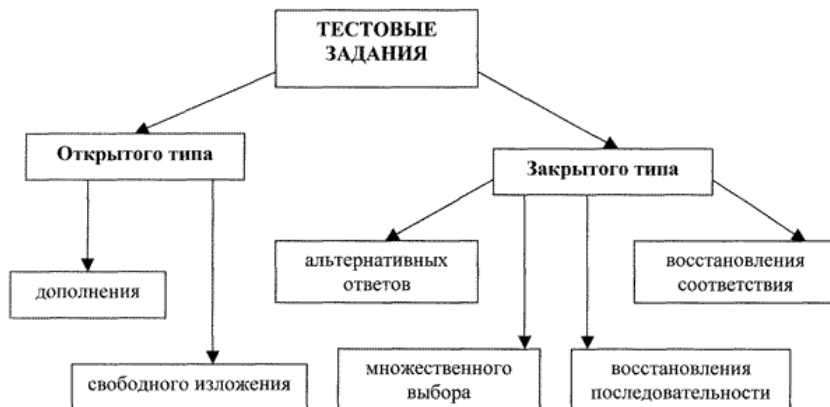 ТЕСТОВЫЕ
ЗАДАНИЯ
Открытого типа
Закрытого типа
альтернативных
ответов
восстановления
соответствия
дополнения
свободного изложения
множественного
выбора
восстановления
последовательности